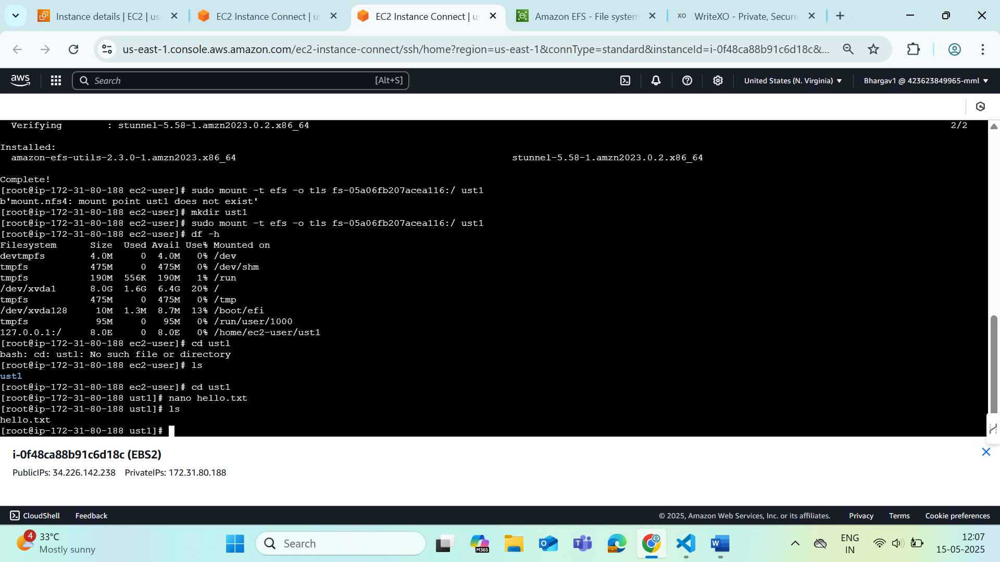 Instance details | EC2 | us
EC2 Instance Connect | us
EC2 Instance Connect | us
Amazon EFS - File system
XO WriteXO - Private, Secure
us-east-1.console.aws.amazon.com/ec2-instance-connect/ssh/home?region=us-east-1&connType=standard&instanceId=i-0f48ca88b91c6d18c&...
aws
Search [Alt+S]
United States (N. Virginia)
Bhargav1 @ 423623849965-mml
Verifying : stunnel-5.58-1.amzn2023.0.2.x86_64 2/2
Installed:
amazon-efs-utils-2.3.0-1.amzn2023.x86_64 stunnel-5.58-1.amzn2023.0.2.x86_64
Complete!
[root@ip-172-31-80-188 ec2-user]# sudo mount -t efs -o tls fs-05a06fb207acea116:/ ust1
b'mount.nfs4: mount point ust1 does not exist'
[root@ip-172-31-80-188 ec2-user]# mkdir ust1
[root@ip-172-31-80-188 ec2-user]# sudo mount -t efs -o tls fs-05a06fb207acea116:/ ust1
[root@ip-172-31-80-188 ec2-user]# df -h
Filesystem Size Used Avail Use% Mounted on
devtmpfs 4.0M 0 4.0M 0% /dev
tmpfs 475M 0 475M 0% /dev/shm
tmpfs 190M 556K 190M 1% /run
/dev/xvda1 8.0G 1.6G 6.4G 20% /
tmpfs 475M 0 475M 0% /tmp
/dev/xvda128 10M 1.3M 8.7M 13% /boot/efi
tmpfs 95M 0 95M 0% /run/user/1000
127.0.0.1:/ 8.0E 0 8.0E 0% /home/ec2-user/ust1
[root@ip-172-31-80-188 ec2-user]# cd ustl
bash: cd: ustl: No such file or directory
[root@ip-172-31-80-188 ec2-user]# ls
ust1
[root@ip-172-31-80-188 ec2-user]# cd ust1
[root@ip-172-31-80-188 ust1]# nano hello.txt
[root@ip-172-31-80-188 ust1]# ls
hello.txt
[root@ip-172-31-80-188 ust1]#
i-0f48ca88b91c6d18c (EBS2)
PublicIPs: 34.226.142.238 PrivateIPs: 172.31.80.188
CloudShell Feedback
© 2025, Amazon Web Services, Inc. or its affiliates. Privacy Terms Cookie preferences
4
33°C
Mostly sunny
Search
M365
ENG
IN
12:07
15-05-2025